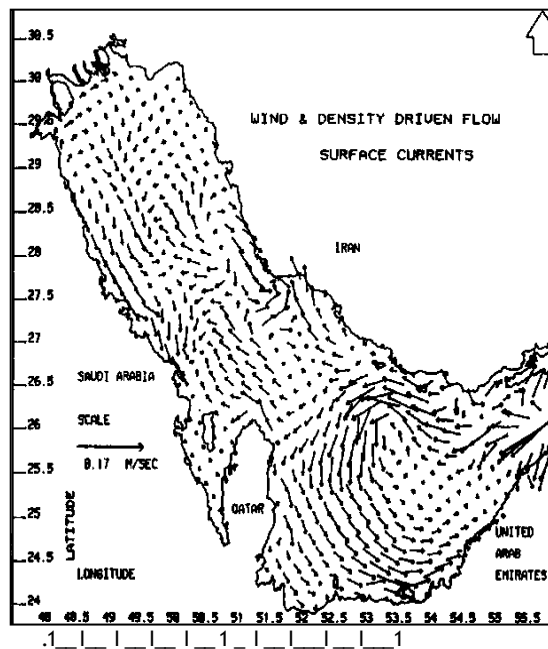 30.5
30
29.5
29
28.5
28
27.5
27
26.5
26
25.5
25
24.5
24
WIND & DENSITY DRIVEN FLOW
SURFACE CURRENTS
IRAN
SAUDI ARABIA
SCALE
0.17 M/SEC
QATAR
LATITUDE
LONGITUDE
UNITED
ARAB
EMIRATES
48 48.5 49 49.5 50 50.5 51 51.5 52 52.5 53 53.5 54 54.5 55 55.5